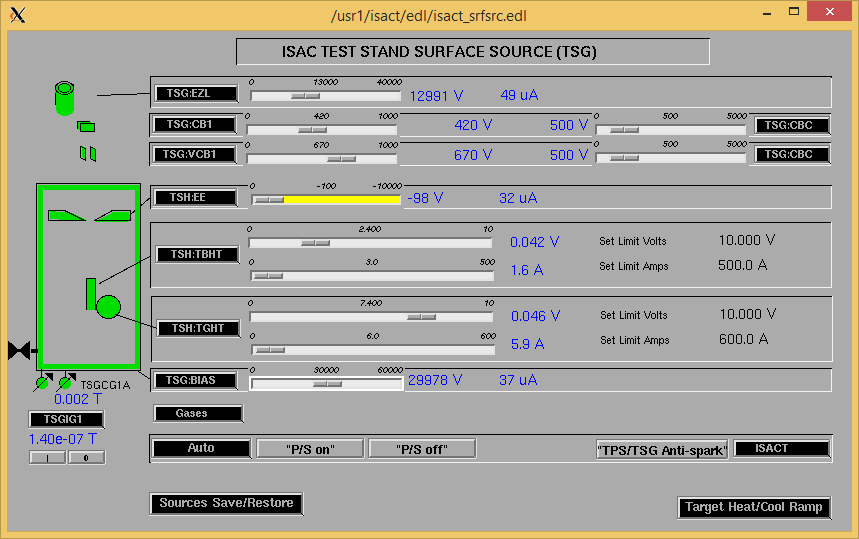 /usr1/isact/edl/isact_srfsrc.edl
ISAC TEST STAND SURFACE SOURCE (TSG)
0 13000 40000
TSG:EZL 12991 V 49 uA
0 420 1000 0 500 5000
TSG:CB1 420 V 500 V TSG:CBC
0 670 1000 0 500 5000
TSG:VCB1 670 V 500 V TSG:CBC
0 -100 -10000
TSH:EE -98 V 32 uA
0 2.400 10
0.042 V Set Limit Volts 10.000 V
TSH:TBHT
0 3.0 500
1.6 A Set Limit Amps 500.0 A
0 7.400 10
0.046 V Set Limit Volts 10.000 V
TSH:TGHT
0 6.0 600
5.9 A Set Limit Amps 600.0 A
0 30000 60000
TSG:BIAS 29978 V 37 uA
TSGCG1A
0.002 T
TSGIG1
1.40e-07 T
I 0
Gases
Auto "P/S on" "P/S off" "TPS/TSG Anti-spark" ISACT
Sources Save/Restore
Target Heat/Cool Ramp